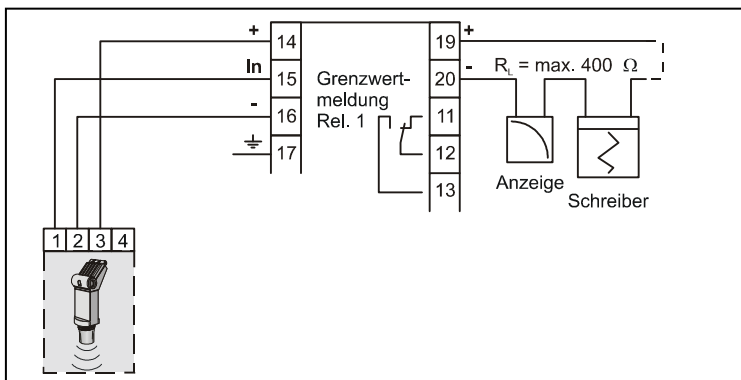 + 14
In 15
- 16
17
Grenzwert-
meldung
Rel. 1
19 +
20 -
11
12
13
RL = max. 400 Ω
Anzeige
Schreiber
1 2 3 4